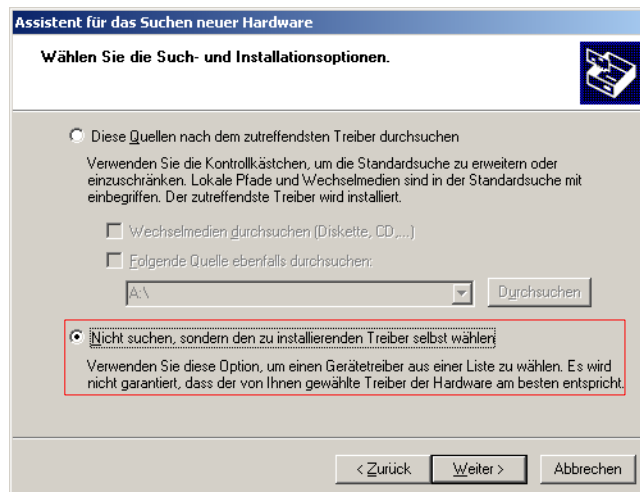 Assistent für das Suchen neuer Hardware
Wählen Sie die Such- und Installationsoptionen.
Diese Quellen nach dem zutreffendsten Treiber durchsuchen
Verwenden Sie die Kontrollkästchen, um die Standardsuche zu erweitern oder
einzuschränken. Lokale Pfade und Wechselmedien sind in der Standardsuche mit
einbegriffen. Der zutreffendste Treiber wird installiert.
Wechselmedien durchsuchen (Diskette, CD,...)
Folgende Quelle ebenfalls durchsuchen:
A:\
Durchsuchen
Nicht suchen, sondern den zu installierenden Treiber selbst wählen
Verwenden Sie diese Option, um einen Gerätetreiber aus einer Liste zu wählen. Es wird
nicht garantiert, dass der von Ihnen gewählte Treiber der Hardware am besten entspricht.
< Zurück Weiter > Abbrechen